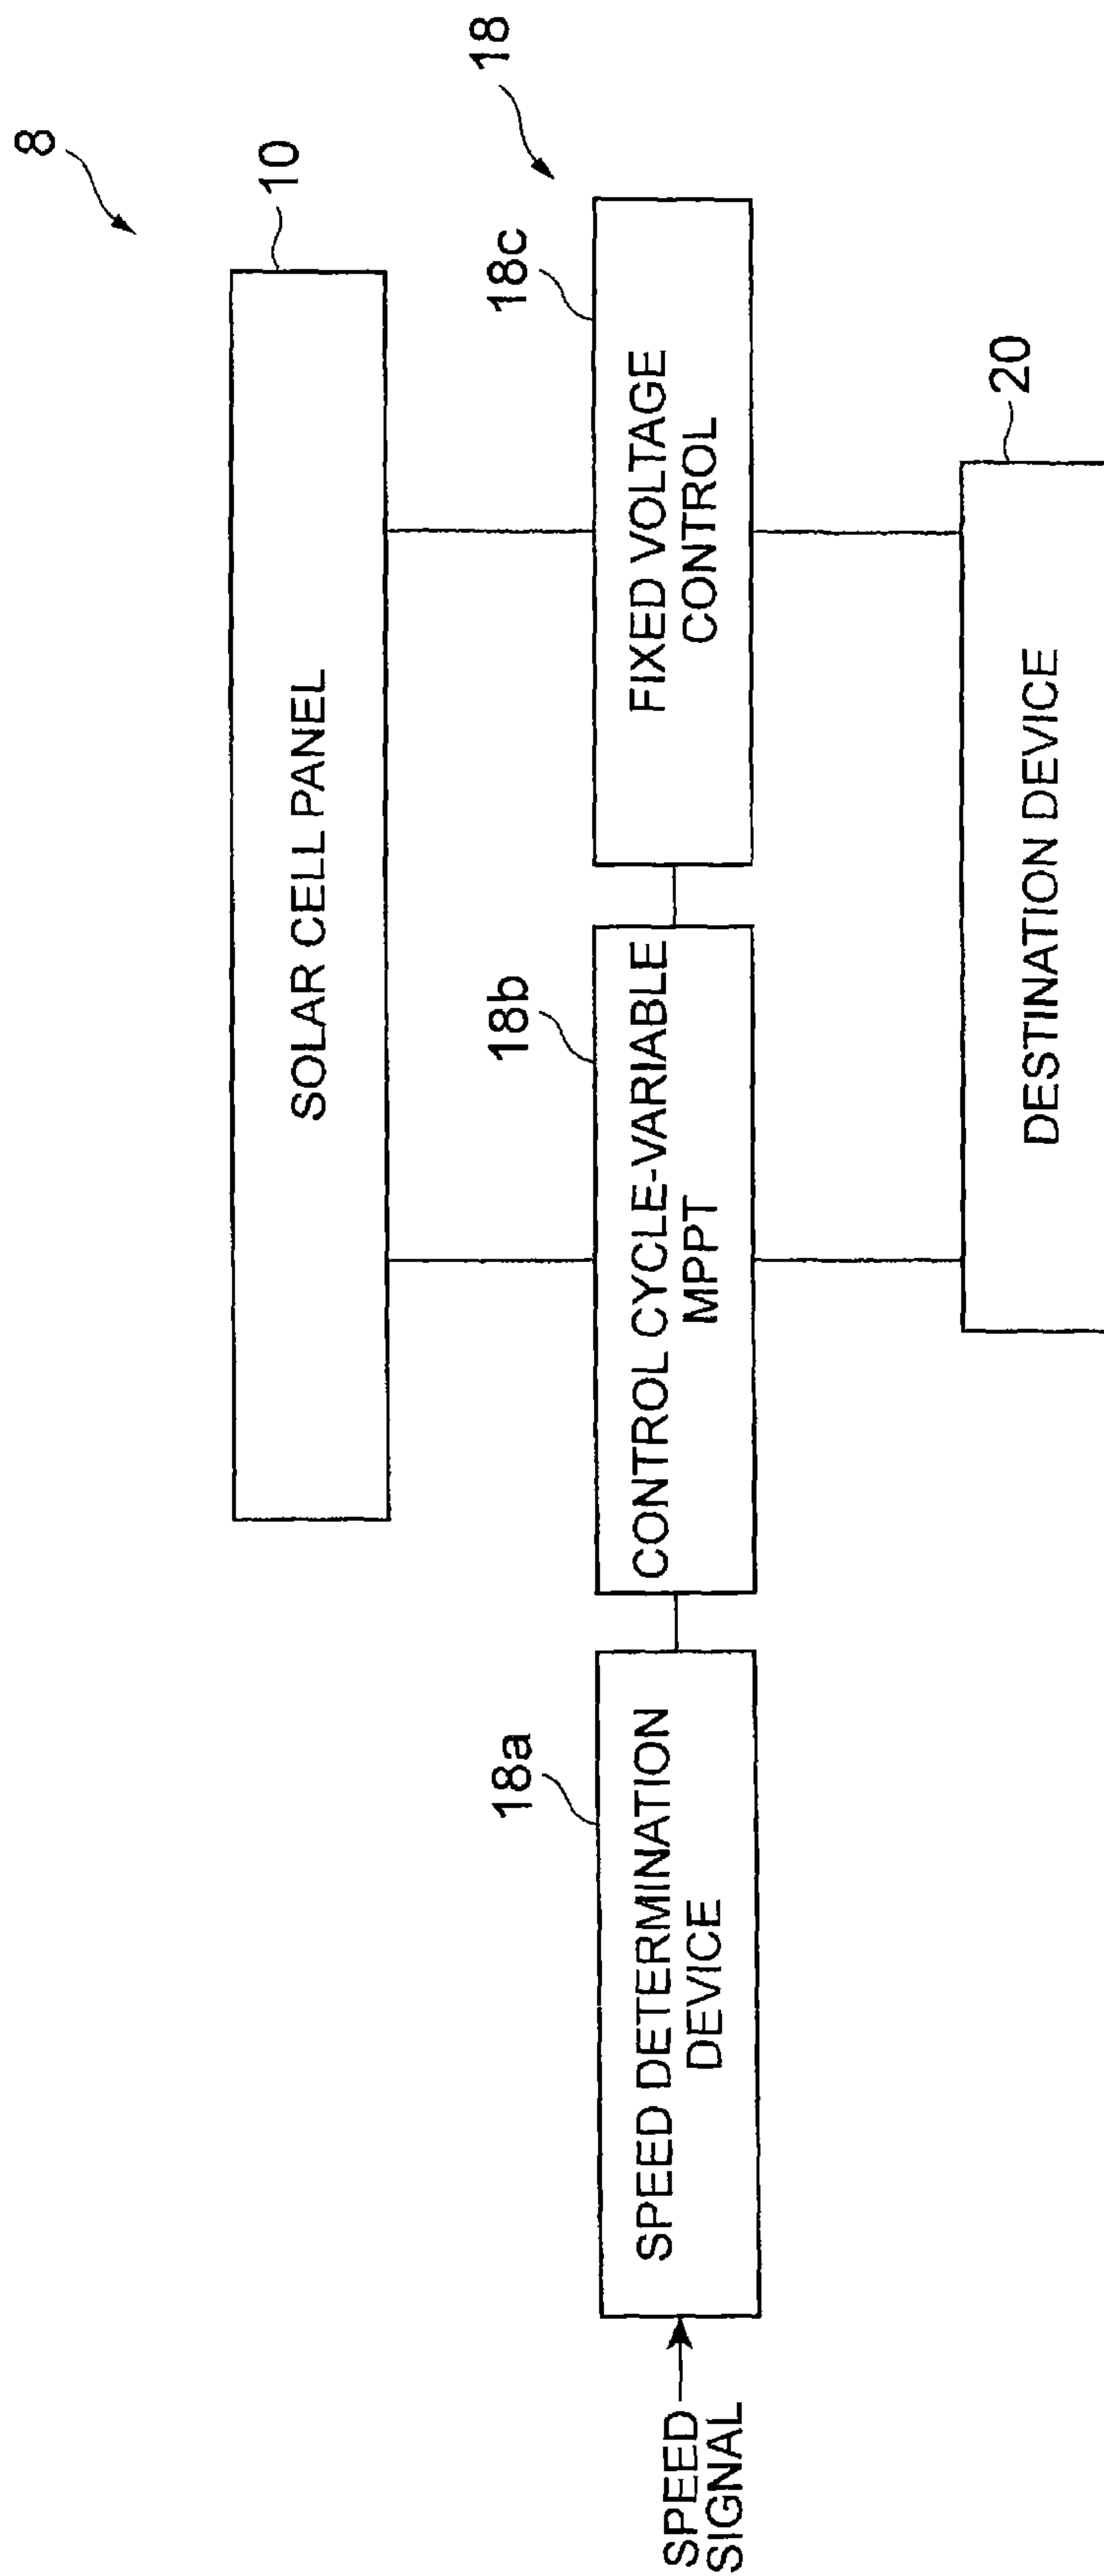 8
10
SOLAR CELL PANEL
18
18a
18b
18c
SPEED
SIGNAL
SPEED DETERMINATION
DEVICE
CONTROL CYCLE-VARIABLE
MPPT
FIXED VOLTAGE
CONTROL
20
DESTINATION DEVICE